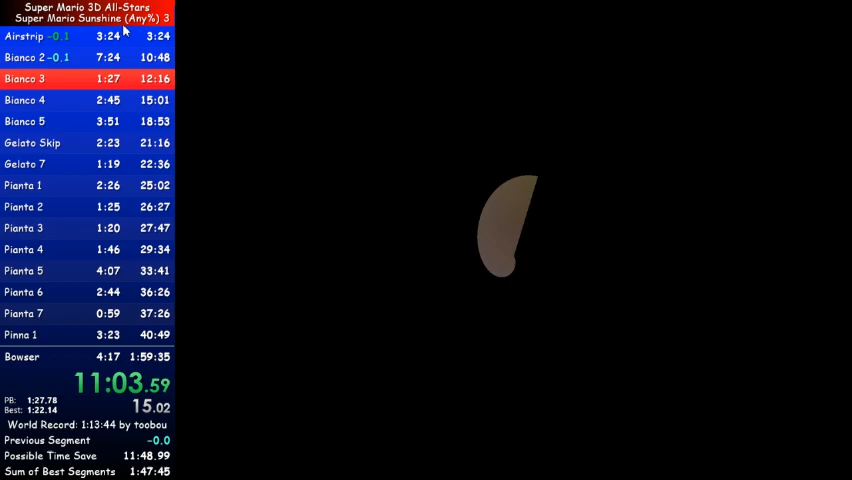 Super Mario 3D All-Stars
Super Mario Sunshine (Any%) 3
Airstrip -0.1 3:24 3:24
Bianco 2 -0.1 7:24 10:48
Bianco 3 1:27 12:16
Bianco 4 2:45 15:01
Bianco 5 3:51 18:53
Gelato Skip 2:23 21:16
Gelato 7 1:19 22:36
Pianta 1 2:26 25:02
Pianta 2 1:25 26:27
Pianta 3 1:20 27:47
Pianta 4 1:46 29:34
Pianta 5 4:07 33:41
Pianta 6 2:44 36:26
Pianta 7 0:59 37:26
Pinna 1 3:23 40:49
Bowser 4:17 1:59:35
11:03.59
PB: 1:27.78
Best: 1:22.14
15.02
World Record: 1:13:44 by toobou
Previous Segment -0.0
Possible Time Save 11:48.99
Sum of Best Segments 1:47:45